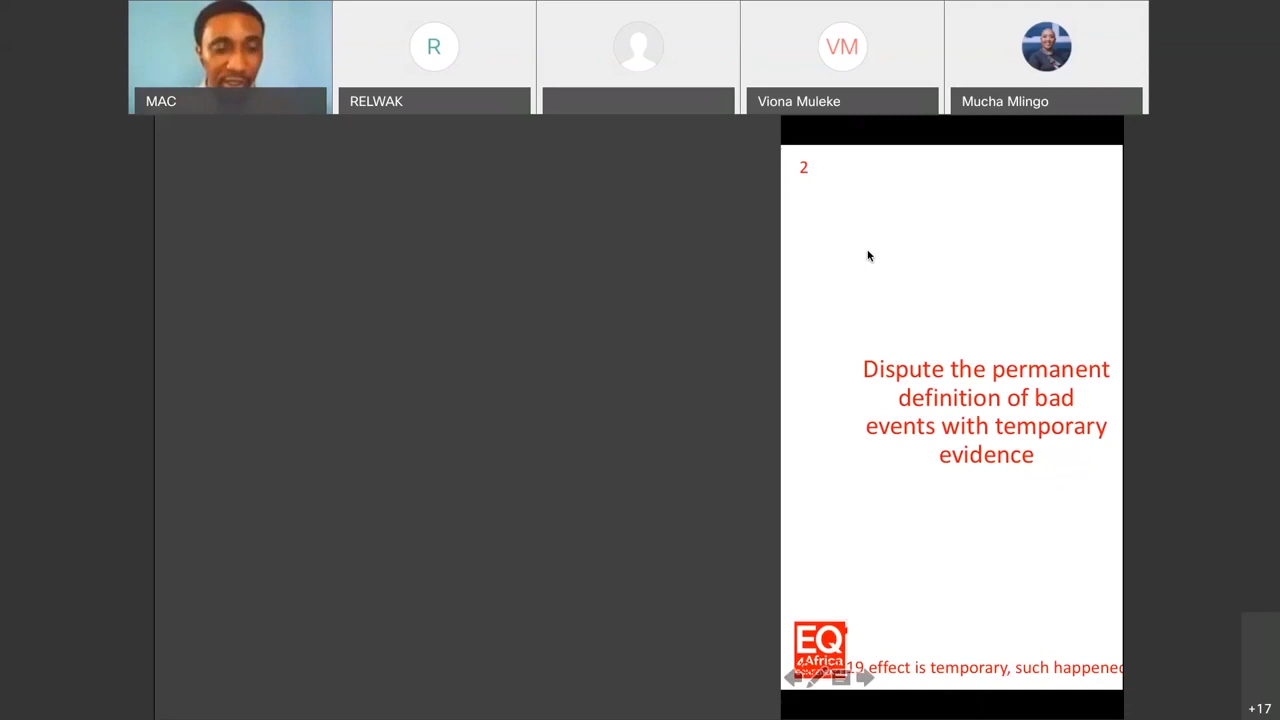 R
VM
MAC
RELWAK
Viona Muleke
Mucha Mlingo
2
Dispute the permanent
definition of bad
events with temporary
evidence
EQ
4Africa
19 effect is temporary, such happened
+17